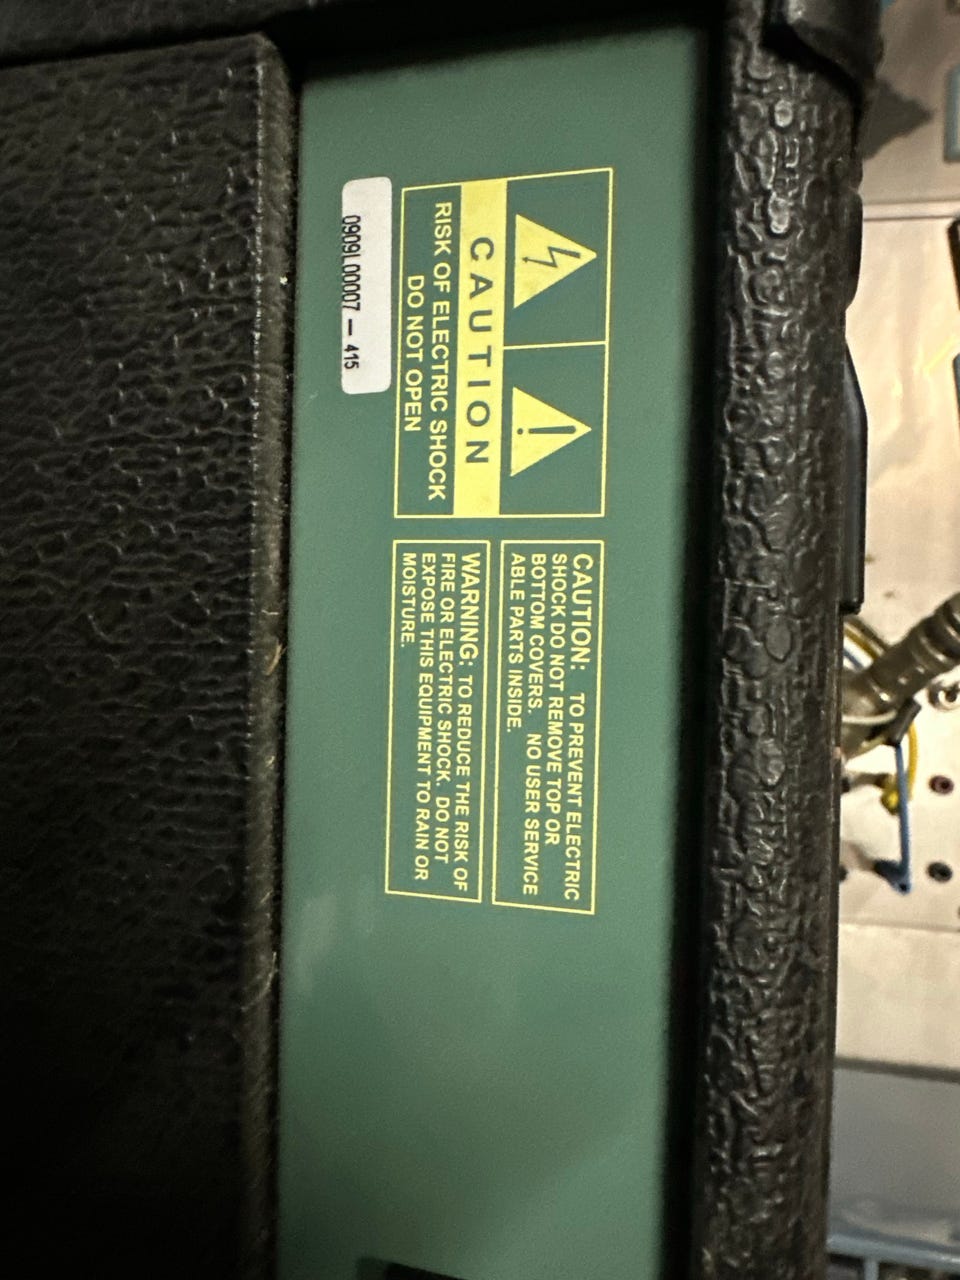 CAUTION
RISK OF ELECTRIC SHOCK
DO NOT OPEN
0909L00007 — 415
CAUTION: TO PREVENT ELECTRIC
SHOCK DO NOT REMOVE TOP OR
BOTTOM COVERS. NO USER SERVICE
ABLE PARTS INSIDE.
WARNING: TO REDUCE THE RISK OF
FIRE OR ELECTRIC SHOCK. DO NOT
EXPOSE THIS EQUIPMENT TO RAIN OR
MOISTURE.